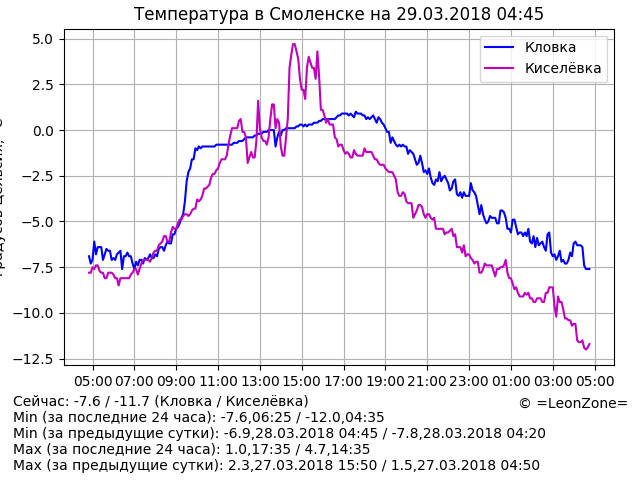 Температура в Смоленске на 29.03.2018 04:45
Кловка
Киселёвка
5.0
2.5
0.0
−2.5
−5.0
−7.5
−10.0
−12.5
05:00 07:00 09:00 11:00 13:00 15:00 17:00 19:00 21:00 23:00 01:00 03:00 05:00
Сейчас: -7.6 / -11.7 (Кловка / Киселёвка)
© =LeonZone=
Min (за последние 24 часа): -7.6,06:25 / -12.0,04:35
Min (за предыдущие сутки): -6.9,28.03.2018 04:45 / -7.8,28.03.2018 04:20
Max (за последние 24 часа): 1.0,17:35 / 4.7,14:35
Max (за предыдущие сутки): 2.3,27.03.2018 15:50 / 1.5,27.03.2018 04:50